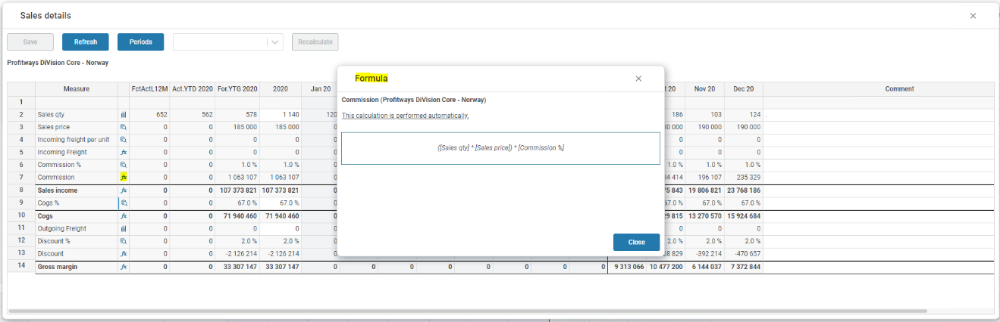 Sales details
Save Refresh Periods Recalculate
Profitways DiVision Core - Norway
Measure FctActL12M Act.YTD 2020 For.YTG 2020 2020 Jan 20 t 20 Nov 20 Dec 20 Comment
1
2 Sales qty 652 562 578 1 140 120 186 103 124 .
3 Sales price 0 0 185 000 185 000 0 00 000 190 000 190 000
4 Incoming freight per unit 0 0 0 0 0 0 0 0
5 Incoming Freight fx 0 0 0 0 0 0 0 0
6 Commission % 0 0 1.0 % 1.0 % 0 1.0 % 1.0 % 1.0 %
7 Commission fx 0 0 1 063 107 1 063 107 0 4 414 196 107 235 329
8 Sales income fx 0 0 107 373 821 107 373 821 0 5 843 19 806 821 23 768 186
9 Cogs % 0 0 67.0 % 67.0 % 0 67.0 % 67.0 % 67.0 %
10 Cogs fx 0 0 71 940 460 71 940 460 0 29 815 13 270 570 15 924 684
11 Outgoing Freight 0 0 0 0 0 0 0 0
12 Discount % 0 0 2.0 % 2.0 % 0 2.0 % 2.0 % 2.0 %
13 Discount fx 0 0 -2 126 214 -2 126 214 0 8 829 -392 214 -470 657
14 Gross margin fx 0 0 33 307 147 33 307 147 0 0 0 0 0 0 0 0 9 313 066 10 477 200 6 144 037 7 372 844
Formula
Commission (Profitways DiVision Core - Norway)
This calculation is performed automatically.
([Sales qty] * [Sales price]) * [Commission %]
Close